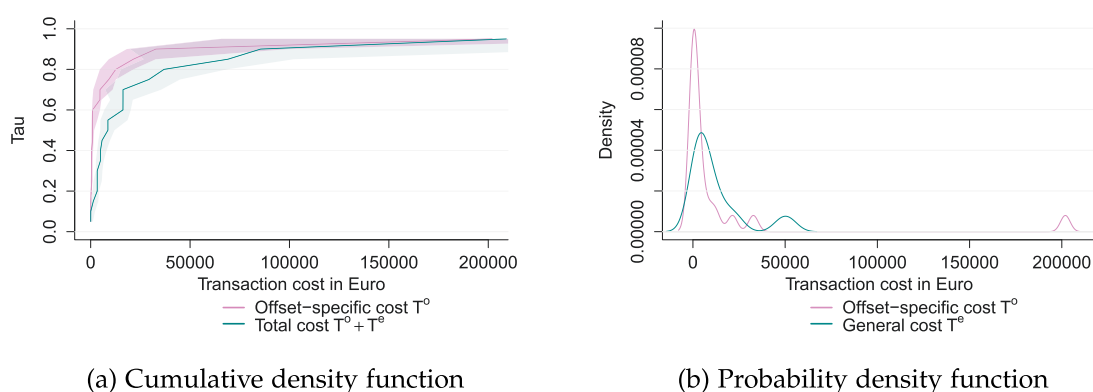 Tau
1.0
0.8
0.6
0.4
0.2
0.0
0 50000 100000 150000 200000
Transaction cost in Euro
Offset−specific cost T^o
Total cost T^o + T^e
(a) Cumulative density function
Density
0.00008
0.00004
0.00000
0 50000 100000 150000 200000
Transaction cost in Euro
Offset−specific cost T^o
General cost T^e
(b) Probability density function